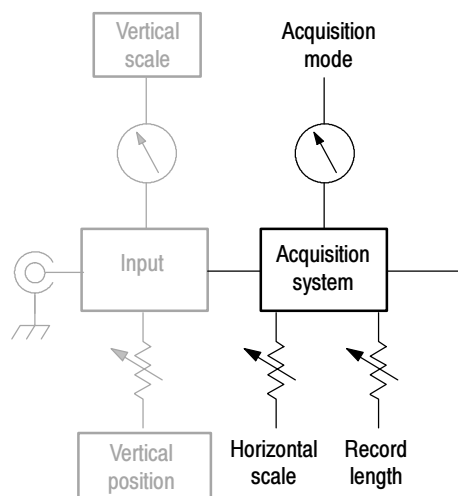 Vertical
scale
Acquisition
mode
Input
Acquisition
system
Vertical
position
Horizontal
scale
Record
length